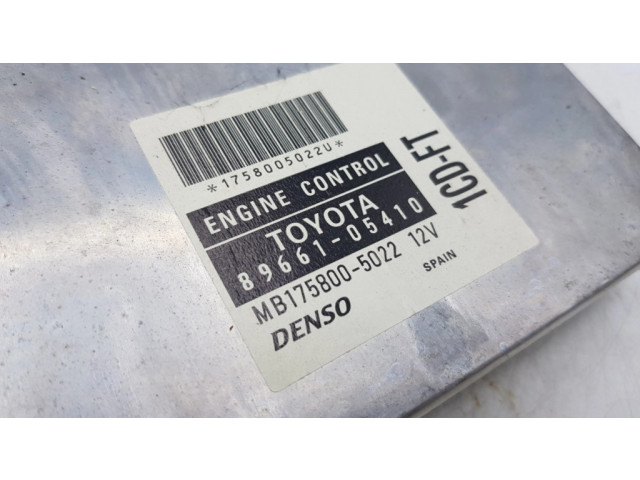 *1758005022U*
ENGINE CONTROL
TOYOTA
89661-05410
MB175800-5022 12V
DENSO
SPAIN
1CD-FT